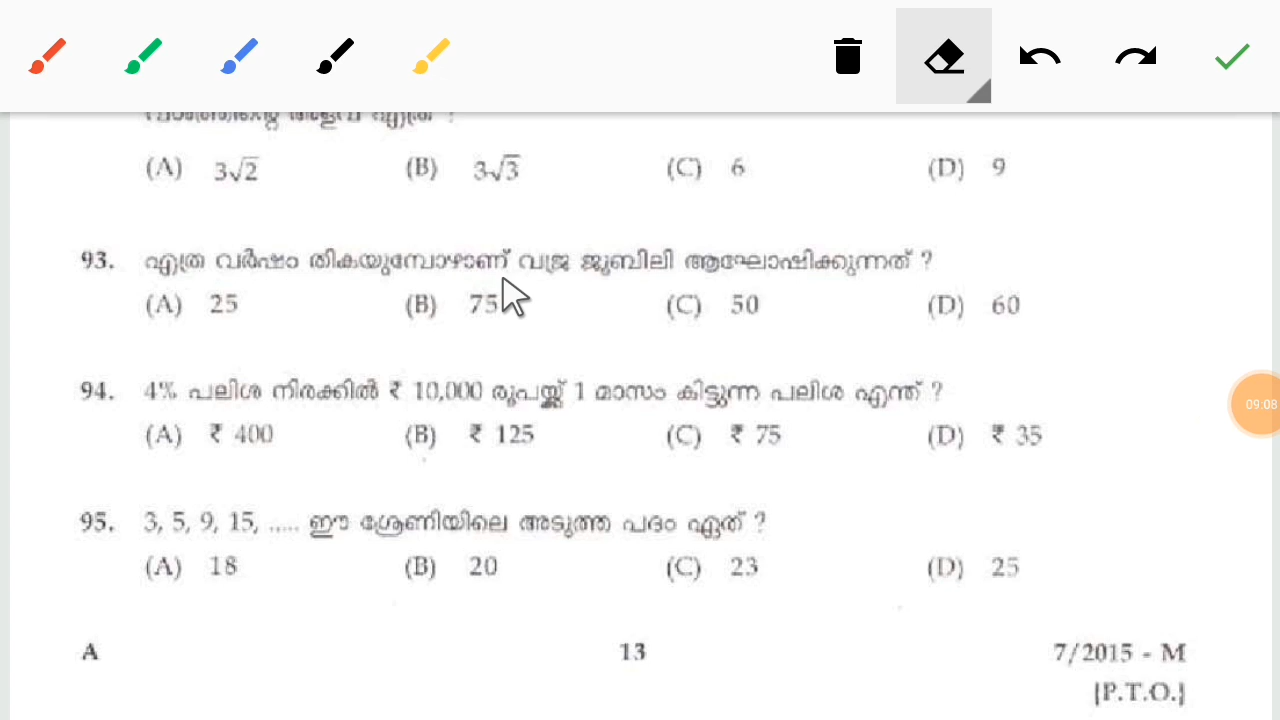 (A) 3√2 (B) 3√3 (C) 6 (D) 9
93. എത്ര വർഷം തികയുമ്പോഴാണ് വജ്ര ജൂബിലി ആഘോഷിക്കുന്നത് ?
(A) 25 (B) 75 (C) 50 (D) 60
94. 4% പലിശ നിരക്കിൽ ₹ 10,000 രൂപയ്ക്ക് 1 മാസം കിട്ടുന്ന പലിശ എന്ത് ?
(A) ₹ 400 (B) ₹ 125 (C) ₹ 75 (D) ₹ 35
09:08
95. 3, 5, 9, 15, ..... ഈ ശ്രേണിയിലെ അടുത്ത പദം ഏത് ?
(A) 18 (B) 20 (C) 23 (D) 25
A 13 7/2015 - M
{P.T.O.}